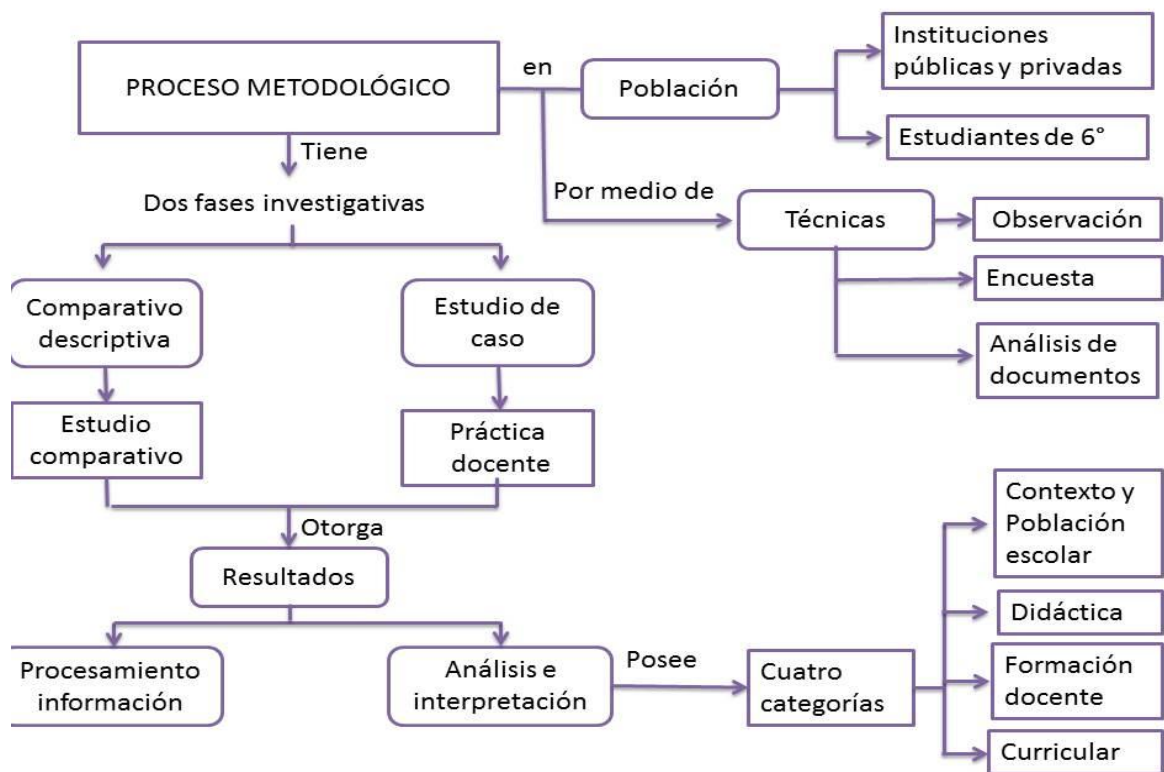 PROCESO METODOLÓGICO
en
Población
Instituciones
públicas y privadas
Estudiantes de 6°
Tiene
Dos fases investigativas
Por medio de
Técnicas
Observación
Encuesta
Análisis de
documentos
Comparativo
descriptiva
Estudio de
caso
Estudio
comparativo
Práctica
docente
Otorga
Resultados
Procesamiento
información
Análisis e
interpretación
Posee
Cuatro
categorías
Contexto y
Población
escolar
Didáctica
Formación
docente
Curricular